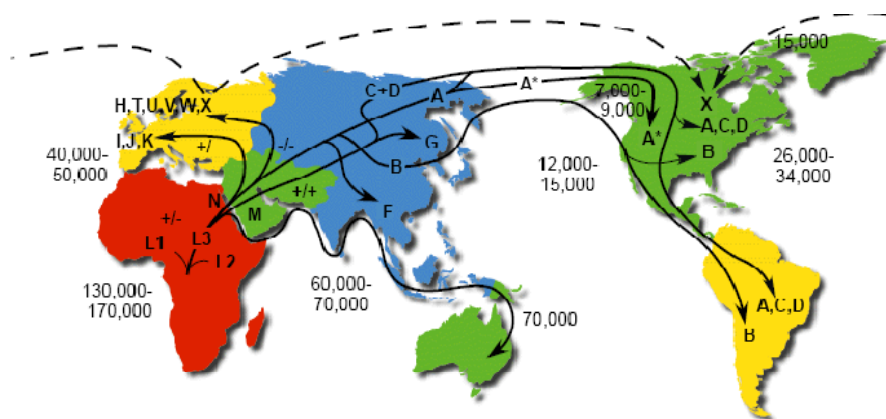 15,000
C+D
A
A*
7,000-
9,000
H,T,U,V,W,X
X
I,J,K
-/-
+/
G
A*
A,C,D
B
B
40,000-
50,000
12,000-
15,000
26,000-
34,000
N
+/+
M
F
+/-
L3
L1
L2
60,000-
70,000
130,000-
170,000
70,000
A,C,D
B